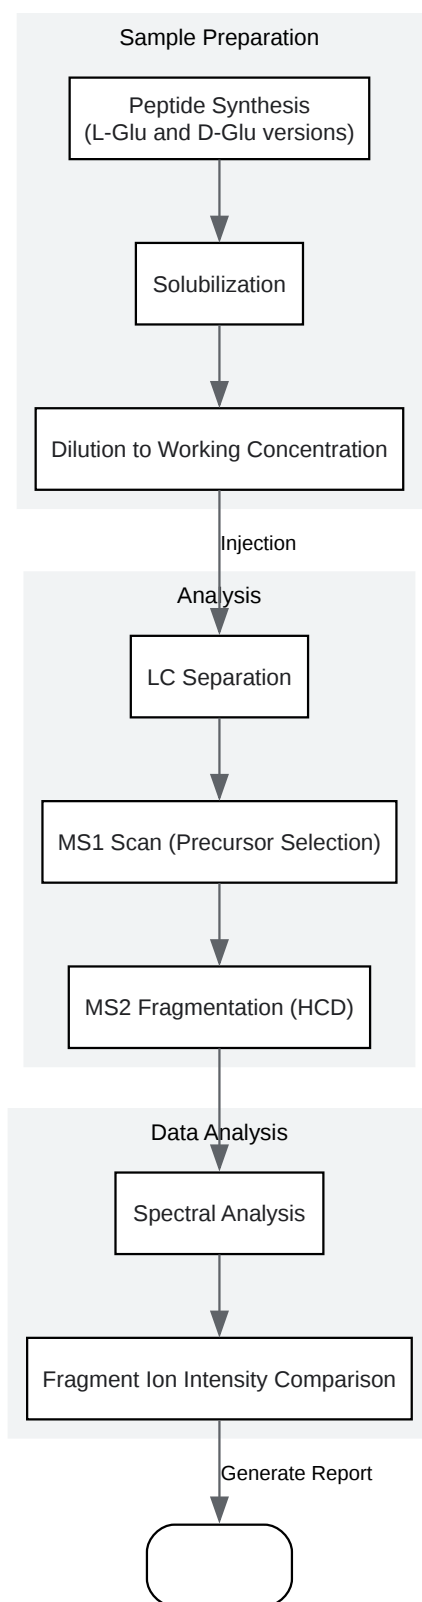 Sample Preparation
Peptide Synthesis
(L-Glu and D-Glu versions)
Solubilization
Dilution to Working Concentration
Injection
Analysis
LC Separation
MS1 Scan (Precursor Selection)
MS2 Fragmentation (HCD)
Data Analysis
Spectral Analysis
Fragment Ion Intensity Comparison
Generate Report